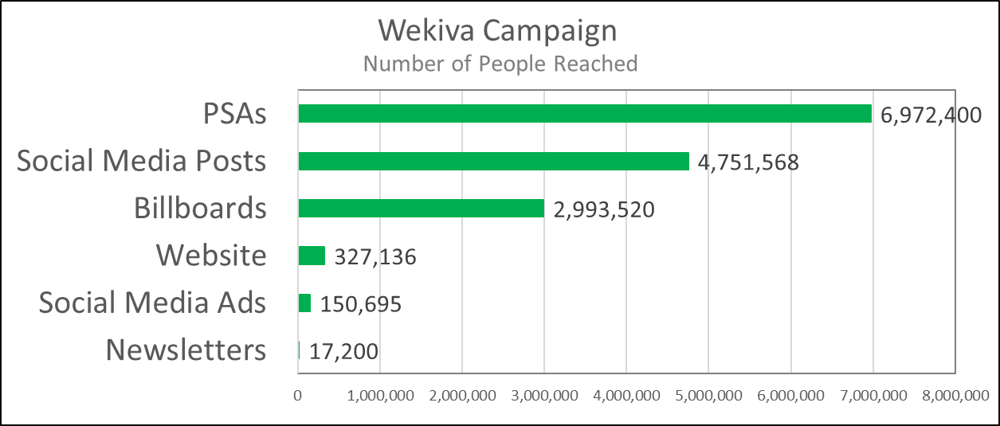 Wekiva Campaign
Number of People Reached
PSAs 6,972,400
Social Media Posts 4,751,568
Billboards 2,993,520
Website 327,136
Social Media Ads 150,695
Newsletters 17,200
0 1,000,000 2,000,000 3,000,000 4,000,000 5,000,000 6,000,000 7,000,000 8,000,000